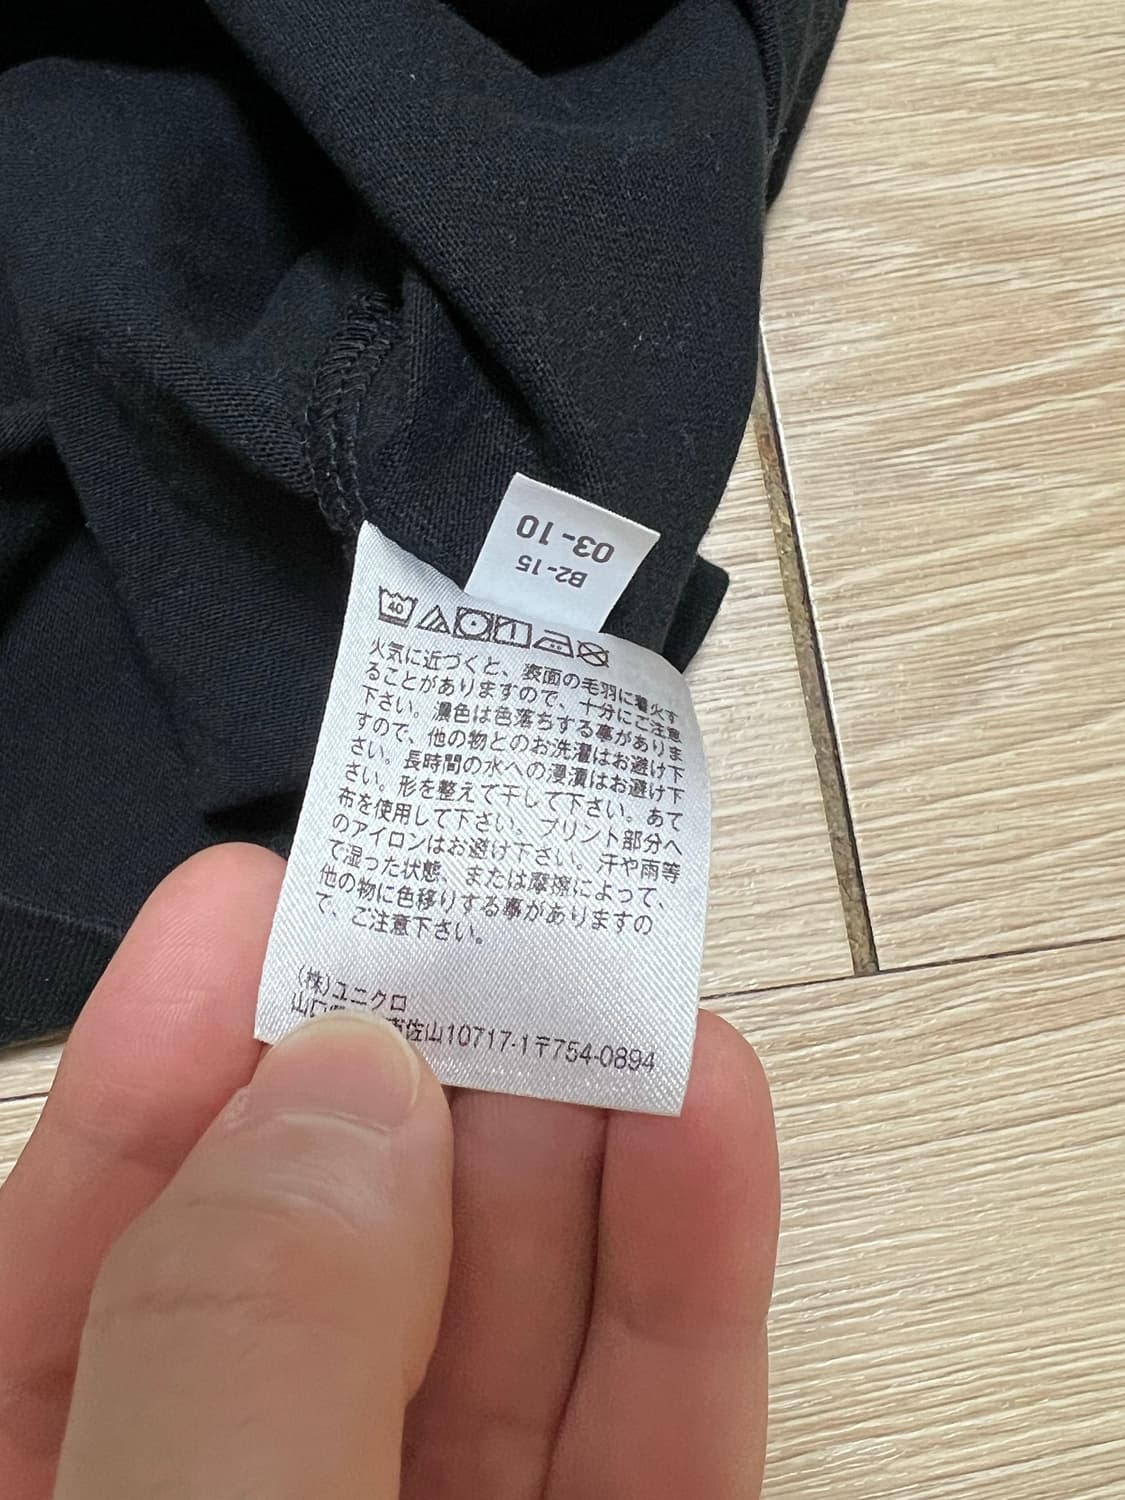 03-10
B2-15
40
火気に近づくと、表面の毛羽に着火す
ることがありますので、十分にご注意
下さい。濃色は色落ちする事がありま
すので、他の物とのお洗濯はお避け下
さい。長時間の水への浸漬はお避け下
さい。形を整えて干して下さい。あて
布を使用して下さい。プリント部分へ
のアイロンはお避け下さい。汗や雨等
で湿った状態、または摩擦によって、
他の物に色移りする事がありますの
で、ご注意下さい。
(株)ユニクロ
山口 佐山10717-1〒754-0894